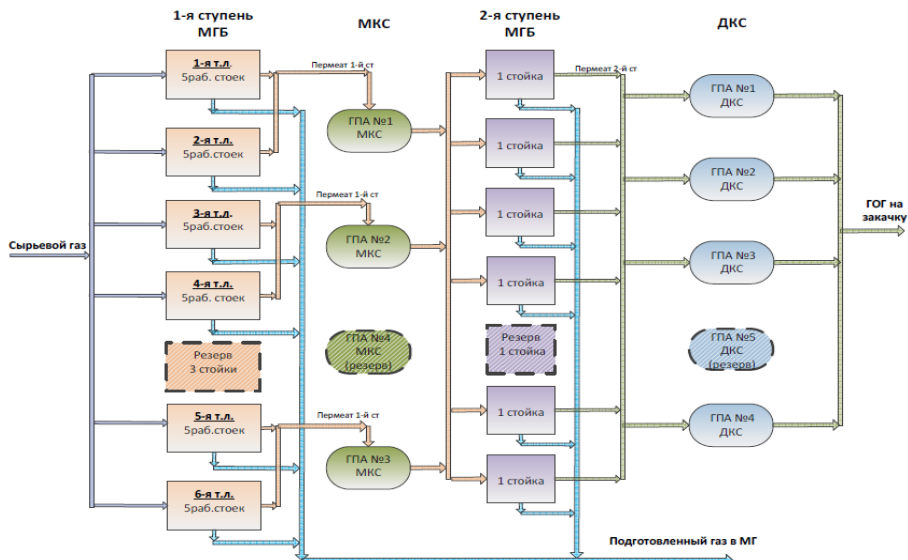 1-я ступень
МГБ
МКС
2-я ступень
МГБ
ДКС
1-я т.л.
5раб. стоек
Пермеат 1-й ст
ГПА №1
МКС
1 стойка
Пермеат 2-й ст
ГПА №1
ДКС
2-я т.л.
5раб.стоек
1 стойка
ГПА №2
ДКС
3-я т.л.
5раб.стоек
Пермеат 1-й ст
ГПА №2
МКС
1 стойка
ГПА №3
ДКС
ГОГ на
закачку
Сырьевой газ
4-я т.л.
5раб.стоек
1 стойка
Резерв
3 стойки
ГПА №4
МКС
(резерв)
Резерв
1 стойка
ГПА №5
ДКС
(резерв)
5-я т.л.
5раб.стоек
Пермеат 1-й ст
ГПА №3
МКС
1 стойка
ГПА №4
ДКС
6-я т.л.
5раб.стоек
1 стойка
Подготовленный газ в МГ